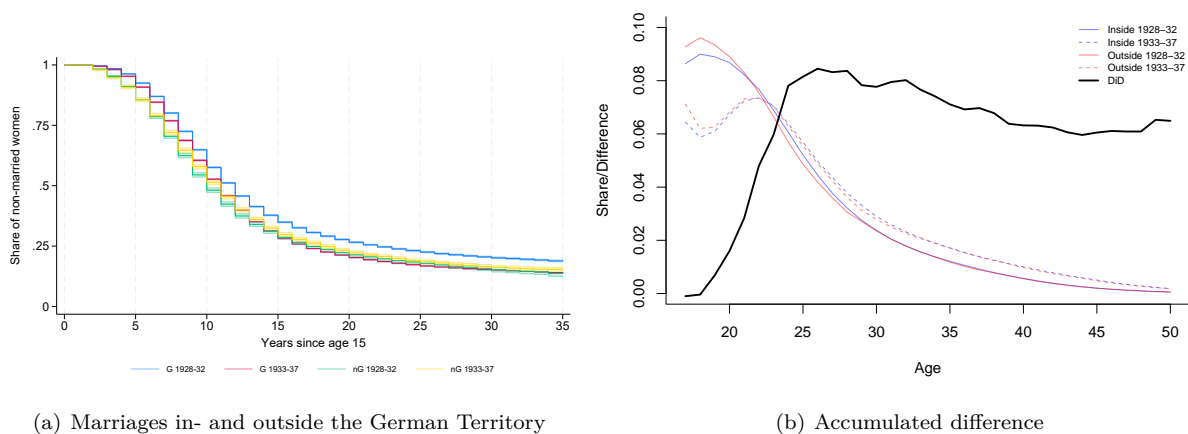 Share of non-married women
1
.75
.5
.25
0
0 5 10 15 20 25 30 35
Years since age 15
G 1928-32 G 1933-37 nG 1928-32 nG 1933-37
(a) Marriages in- and outside the German Territory
Share/Difference
0.10
0.08
0.06
0.04
0.02
0.00
Inside 1928–32
Inside 1933–37
Outside 1928–32
Outside 1933–37
DiD
20 25 30 35 40 45 50
Age
(b) Accumulated difference